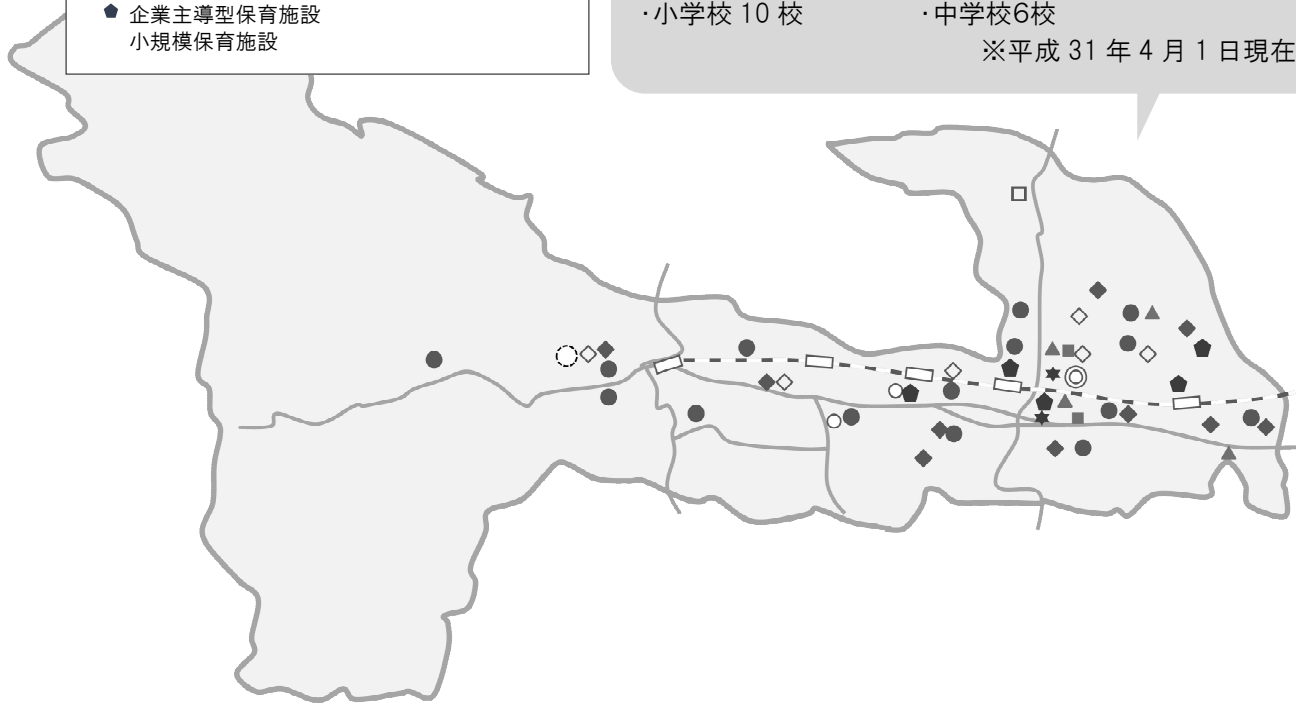 企業主導型保育施設
小規模保育施設
・小学校 10 校 ・中学校6校
※平成 31 年 4 月 1 日現在